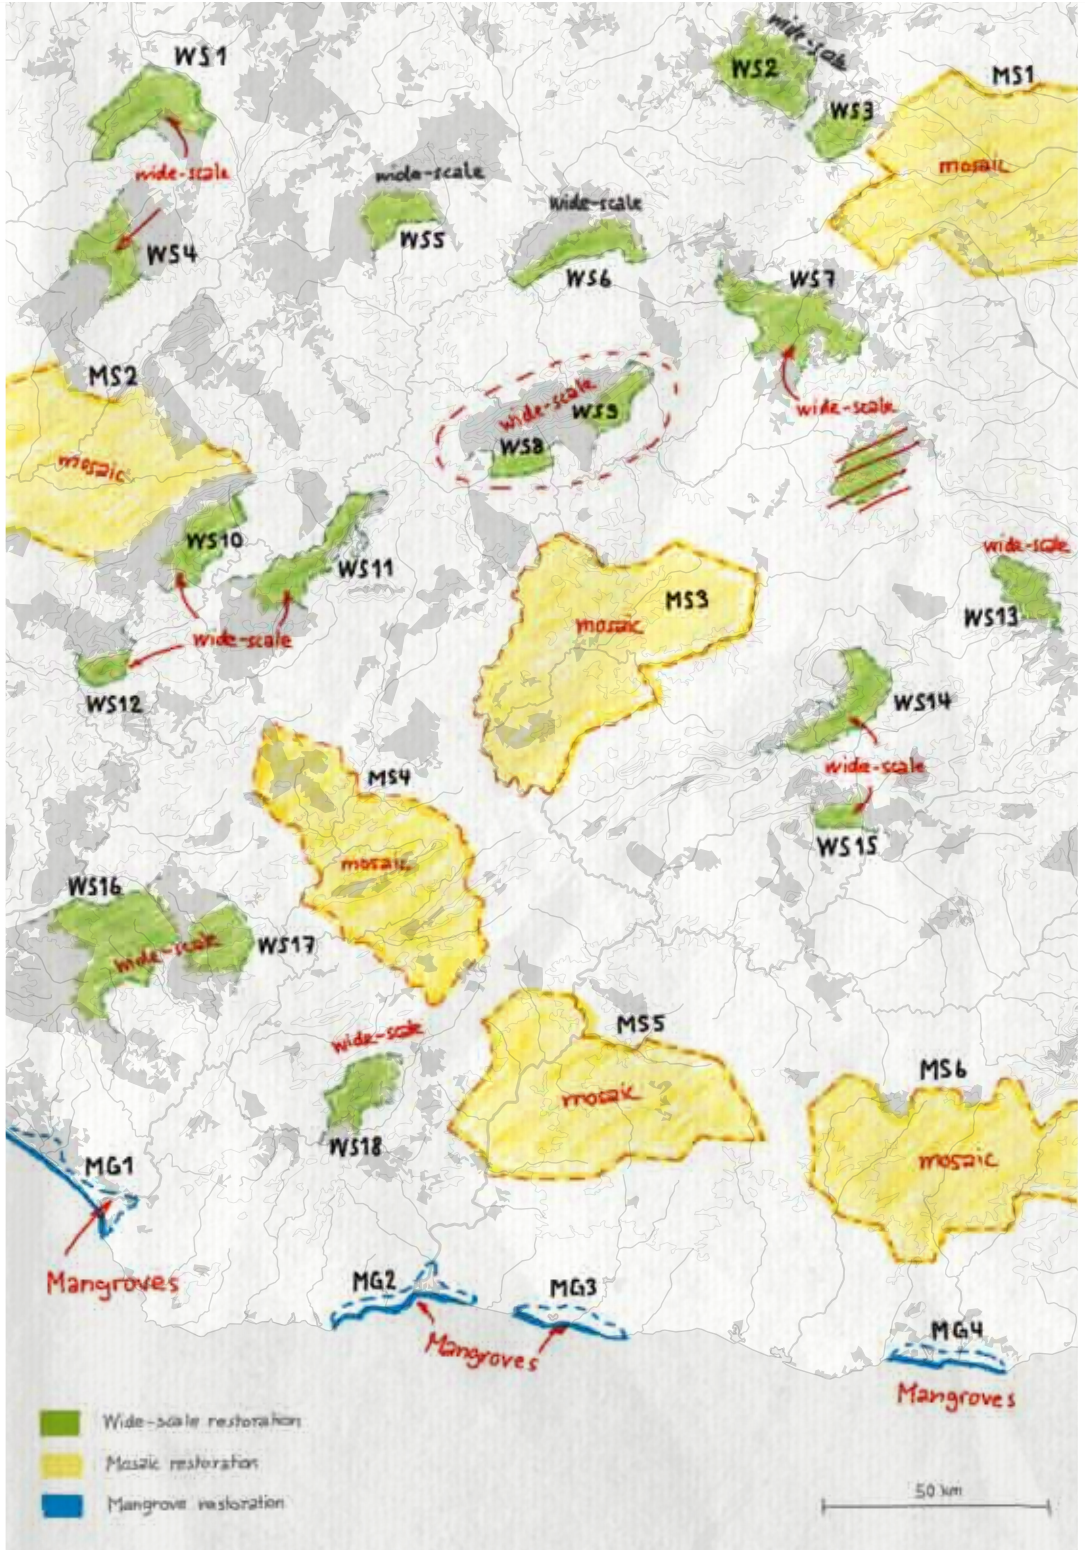 WS1
wide-scale
WS2
WS3
MS1
mosaic
wide-scale
WS4
wide-scale
WS5
wide-scale
WS6
WS7
wide-scale
MS2
mosaic
wide-scale
WS9
WS8
WS10
WS11
wide-scale
WS12
MS3
mosaic
wide-scale
WS13
WS14
wide-scale
WS15
MS4
mosaic
WS16
wide-scale
WS17
wide-scale
WS18
MS5
mosaic
MS6
mosaic
MG1
Mangroves
MG2
MG3
Mangroves
MG4
Mangroves
Wide-scale restoration
Mosaic restoration
Mangrove restoration
50 km